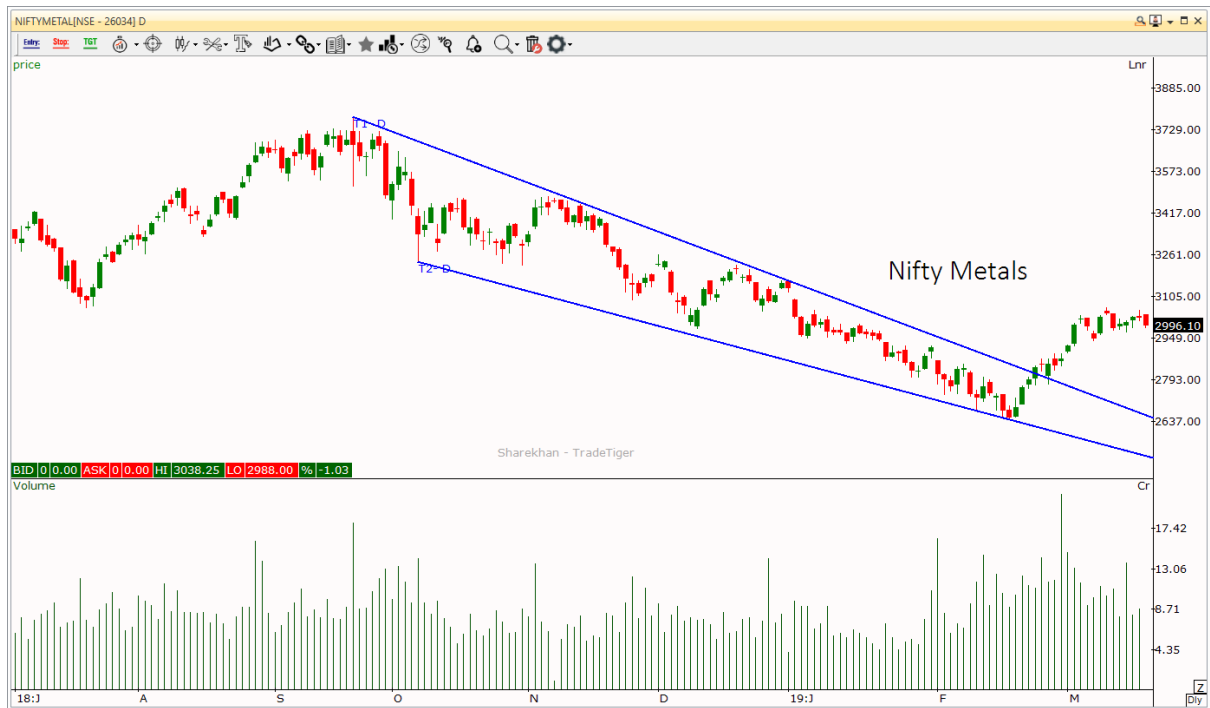 NIFTYMETAL[NSE - 26034] D
Entry: Stop: TGT
price Lnr
T1- D
T2- D
Nifty Metals
3885.00
3729.00
3573.00
3417.00
3261.00
3105.00
2996.10
2949.00
2793.00
2637.00
Sharekhan - TradeTiger
BID 0 0.00 ASK 0 0.00 HI 3038.25 LO 2988.00 % -1.03
Volume Cr
17.42
13.06
8.71
4.35
18:J A S O N D 19:J F M
Z
Dly